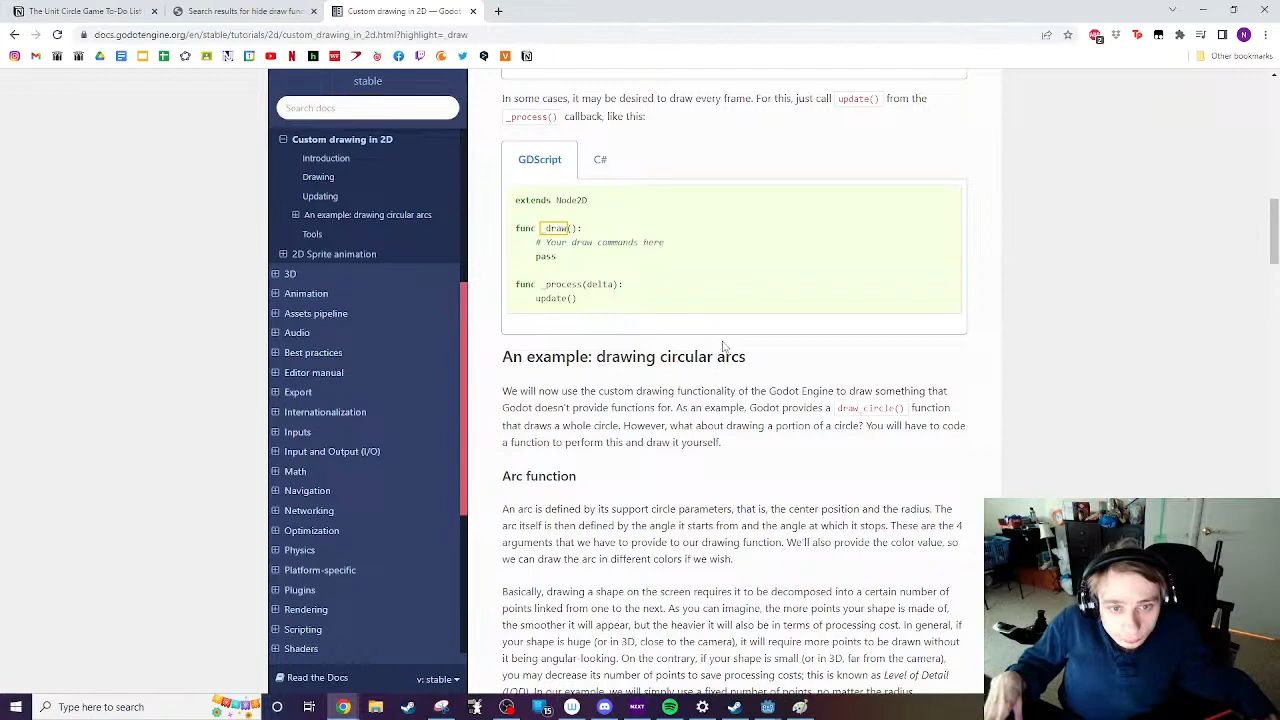 The Unit Circle Game To-Do List
Search results for hide draw func
Custom drawing in 2D — Godot
docs.godotengine.org/en/stable/tutorials/2d/custom_drawing_in_2d.html?highlight=_draw
Other bookmarks
stable
Search docs
Custom drawing in 2D
Introduction
Drawing
Updating
An example: drawing circular arcs
Tools
2D Sprite animation
3D
Animation
Assets pipeline
Audio
Best practices
Editor manual
Export
Internationalization
Inputs
Input and Output (I/O)
Math
Navigation
Networking
Optimization
Physics
Platform-specific
Plugins
Rendering
Scripting
Shaders
Read the Docs
v: stable
In some cases, it may be desired to draw every frame. For this, just call update() from the
_process() callback, like this:
GDScript
C#
extends Node2D
func _draw():
# Your draw commands here
pass
func _process(delta):
update()
An example: drawing circular arcs
We will now use the custom drawing functionality of the Godot Engine to draw something that
Godot doesn't provide functions for. As an example, Godot provides a draw_circle() function
that draws a whole circle. However, what about drawing a portion of a circle? You will have to code
a function to perform this and draw it yourself.
Arc function
An arc is defined by its support circle parameters, that is, the center position and the radius. The
arc itself is then defined by the angle it starts from and the angle at which it stops. These are the 4
arguments that we have to provide to our drawing function. We'll also provide the color value, so
we can draw the arc in different colors if we wish.
Basically, drawing a shape on the screen requires it to be decomposed into a certain number of
points linked from one to the next. As you can imagine, the more points your shape is made of,
the smoother it will appear, but the heavier it will also be in terms of processing cost. In general, if
your shape is huge (or in 3D, close to the camera), it will require more points to be drawn without
it being angular-looking. On the contrary, if your shape is small (or in 3D, far from the camera),
you may decrease its number of points to save processing costs; this is known as Level of Detail
(LOD). In our example, we will simply use a fixed number of points, no matter the radius.
Type here to search
NXT